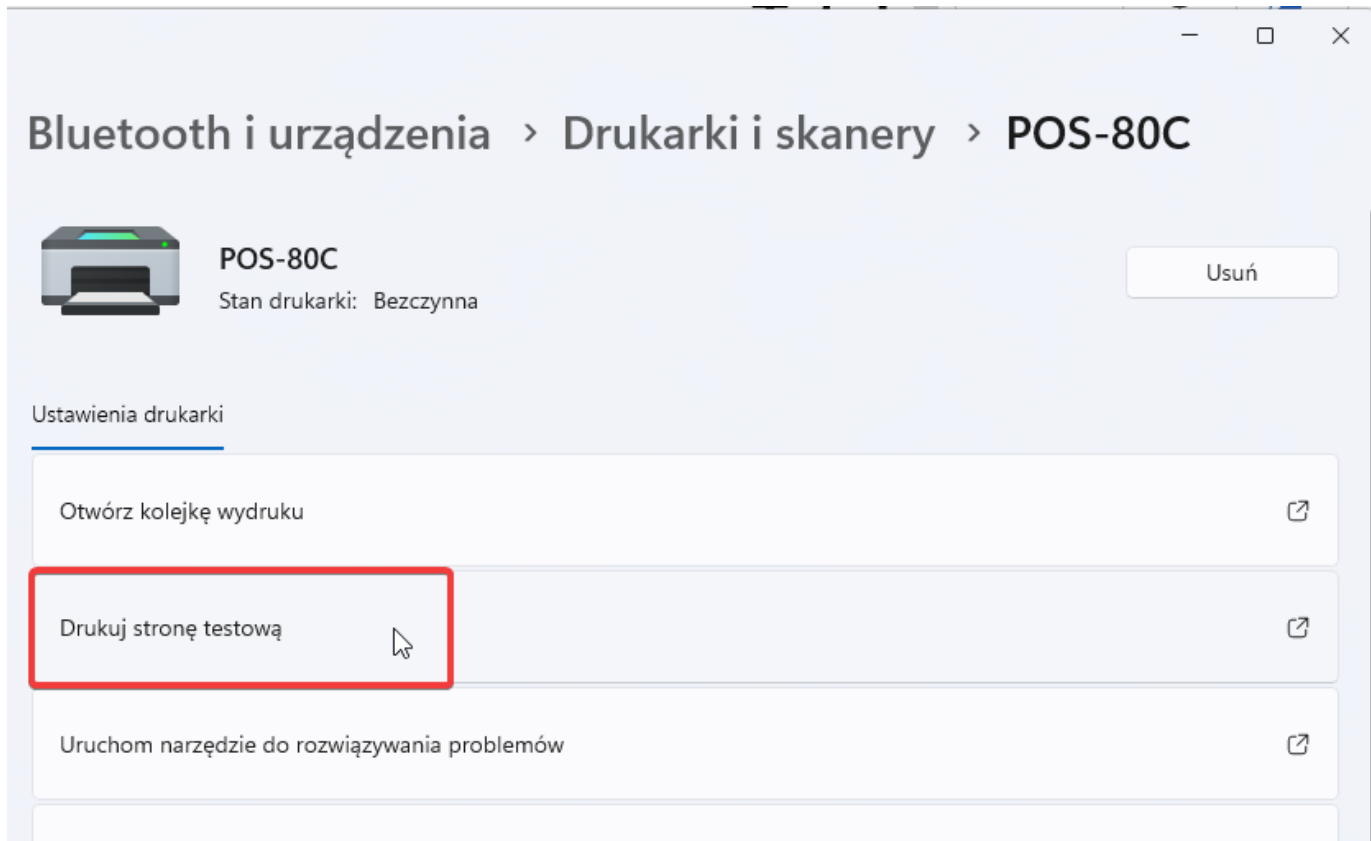 Bluetooth i urządzenia > Drukarki i skanery > POS-80C
POS-80C
Stan drukarki: Bezczynna
Usuń
Ustawienia drukarki
Otwórz kolejkę wydruku
Drukuj stronę testową
Uruchom narzędzie do rozwiązywania problemów